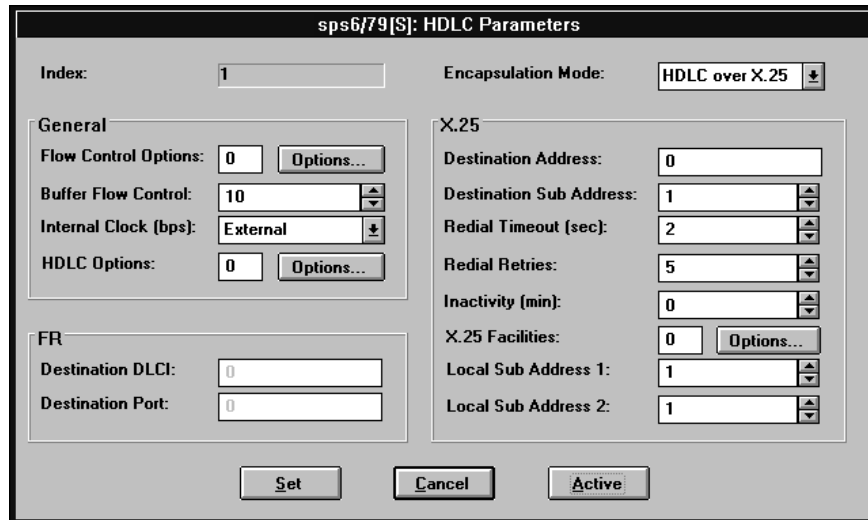 sps6/79[S]: HDLC Parameters
Index: 1
Encapsulation Mode: HDLC over X.25
General
Flow Control Options: 0 Options...
Buffer Flow Control: 10
Internal Clock (bps): External
HDLC Options: 0 Options...
FR
Destination DLCI: 0
Destination Port: 0
X.25
Destination Address: 0
Destination Sub Address: 1
Redial Timeout (sec): 2
Redial Retries: 5
Inactivity (min): 0
X.25 Facilities: 0 Options...
Local Sub Address 1: 1
Local Sub Address 2: 1
Set Cancel Active